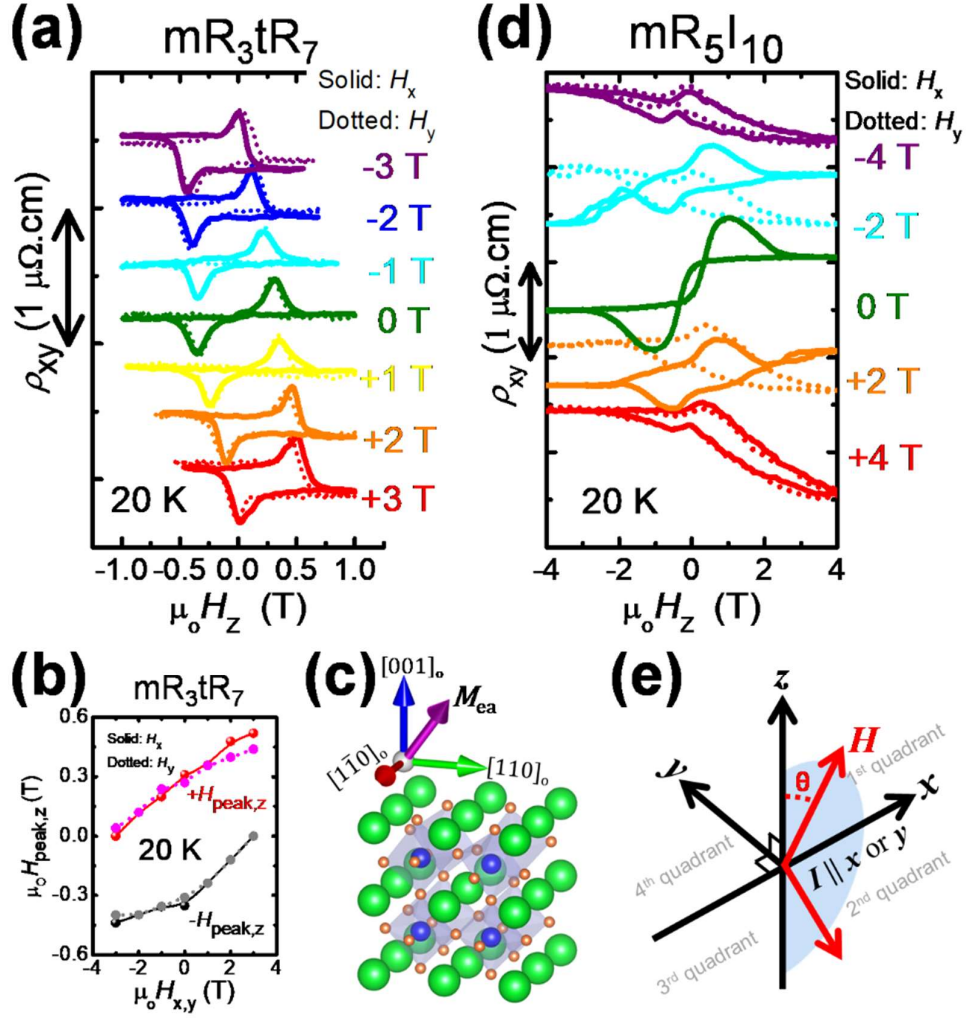 (a)
mR₃tR₇
Solid: Hₓ
Dotted: Hᵧ
-3 T
-2 T
-1 T
0 T
+1 T
+2 T
+3 T
20 K
ρxy (1 μΩ.cm)
-1.0 -0.5 0.0 0.5 1.0
μₒHz (T)
(d)
mR₅I₁₀
Solid: Hₓ
Dotted: Hᵧ
-4 T
-2 T
0 T
+2 T
+4 T
20 K
ρxy (1 μΩ.cm)
-4 -2 0 2 4
μₒHz (T)
(b)
mR₃tR₇
Solid: Hₓ
Dotted: Hᵧ
+Hpeak,z
20 K
-Hpeak,z
μₒHpeak,z (T)
0.6
0.3
0.0
-0.3
-0.6
-4 -2 0 2 4
μₒHx,y (T)
(c)
[001]ₒ
Mea
[11̄0]ₒ
[110]ₒ
(e)
z
H
θ
1st quadrant
y
x
I || x or y
4th quadrant
2nd quadrant
3rd quadrant